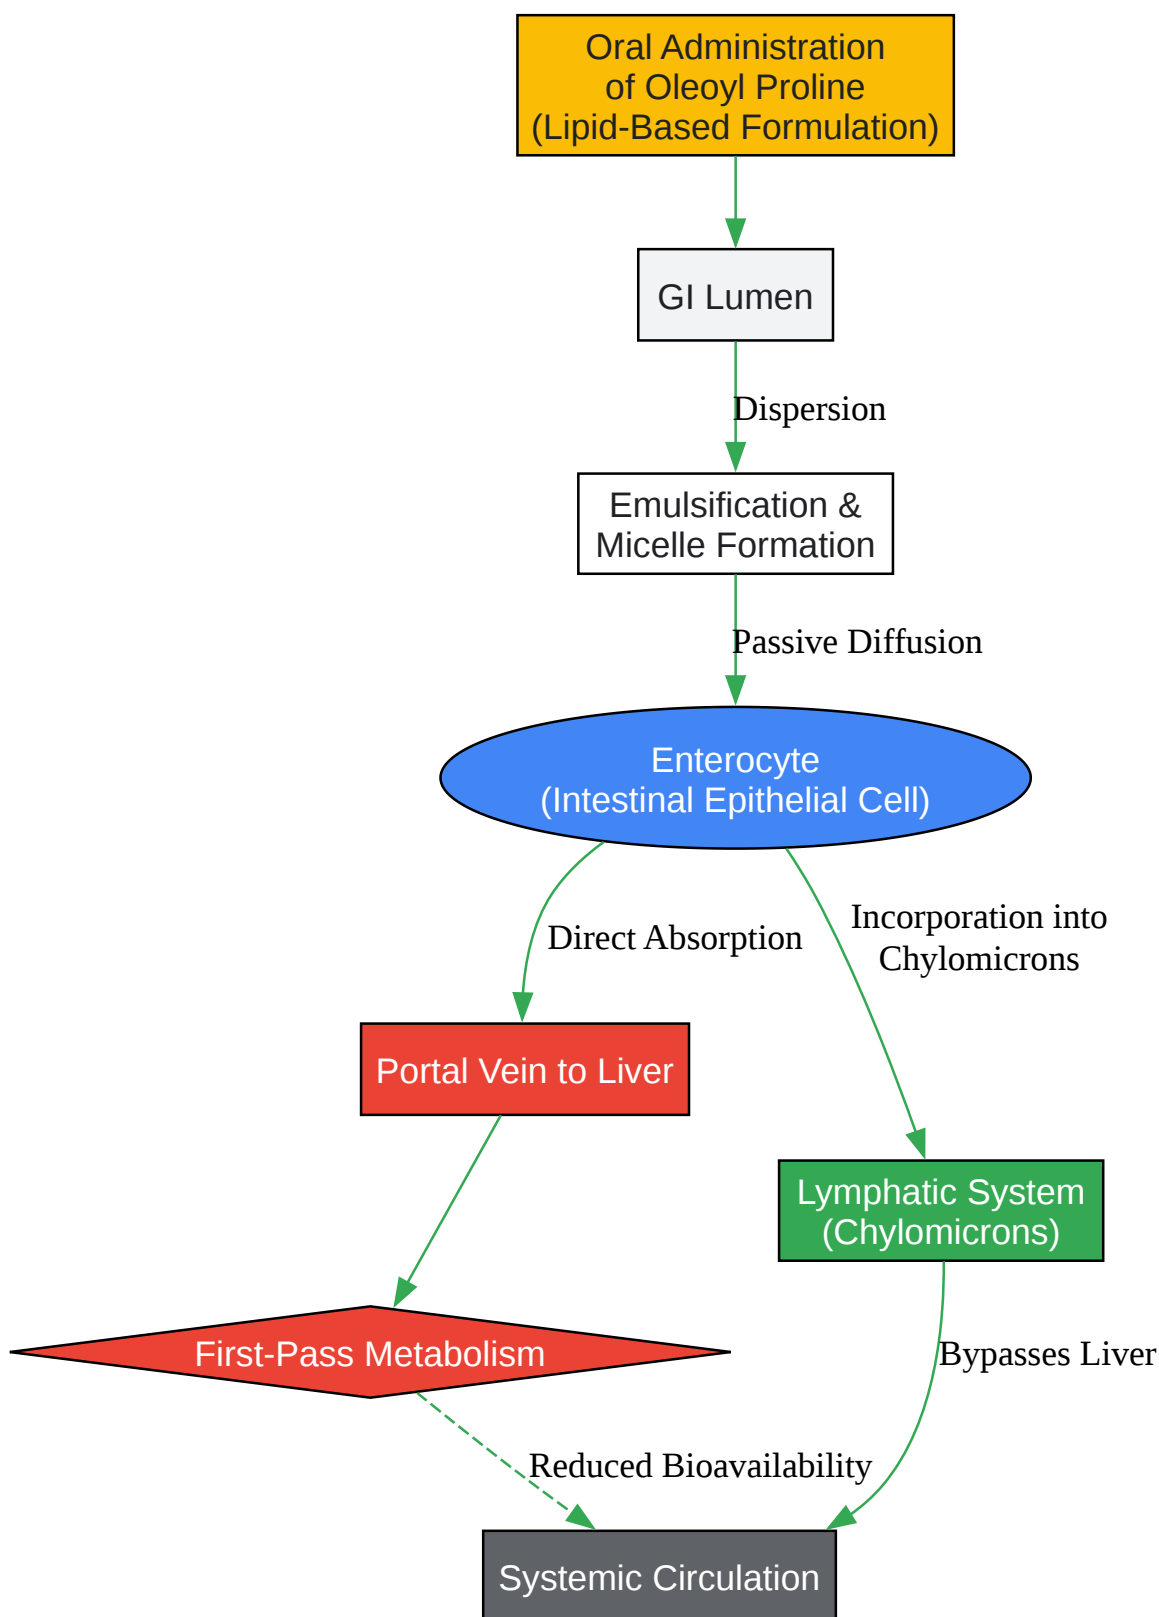 Oral Administration
of Oleoyl Proline
(Lipid-Based Formulation)
GI Lumen
Dispersion
Emulsification &
Micelle Formation
Passive Diffusion
Enterocyte
(Intestinal Epithelial Cell)
Direct Absorption
Incorporation into
Chylomicrons
Portal Vein to Liver
Lymphatic System
(Chylomicrons)
First-Pass Metabolism
Bypasses Liver
Reduced Bioavailability
Systemic Circulation